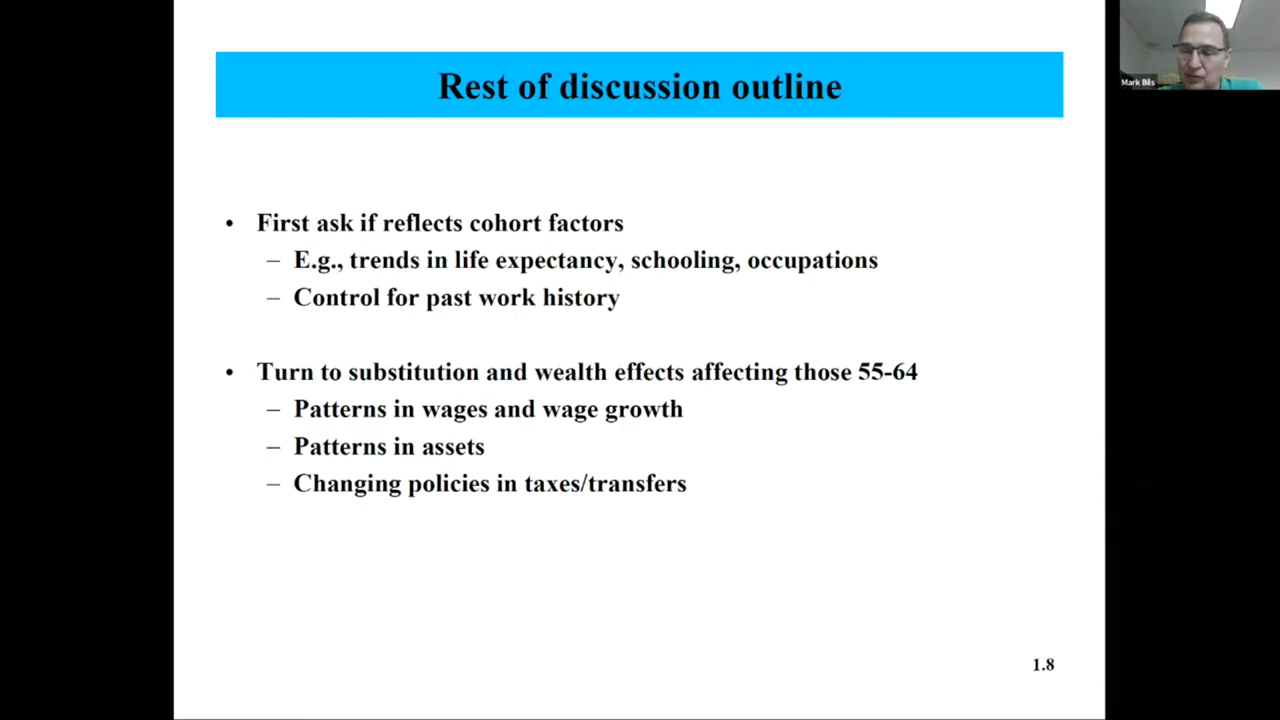 Rest of discussion outline
Mark Bils
• First ask if reflects cohort factors
– E.g., trends in life expectancy, schooling, occupations
– Control for past work history
• Turn to substitution and wealth effects affecting those 55-64
– Patterns in wages and wage growth
– Patterns in assets
– Changing policies in taxes/transfers
1.8